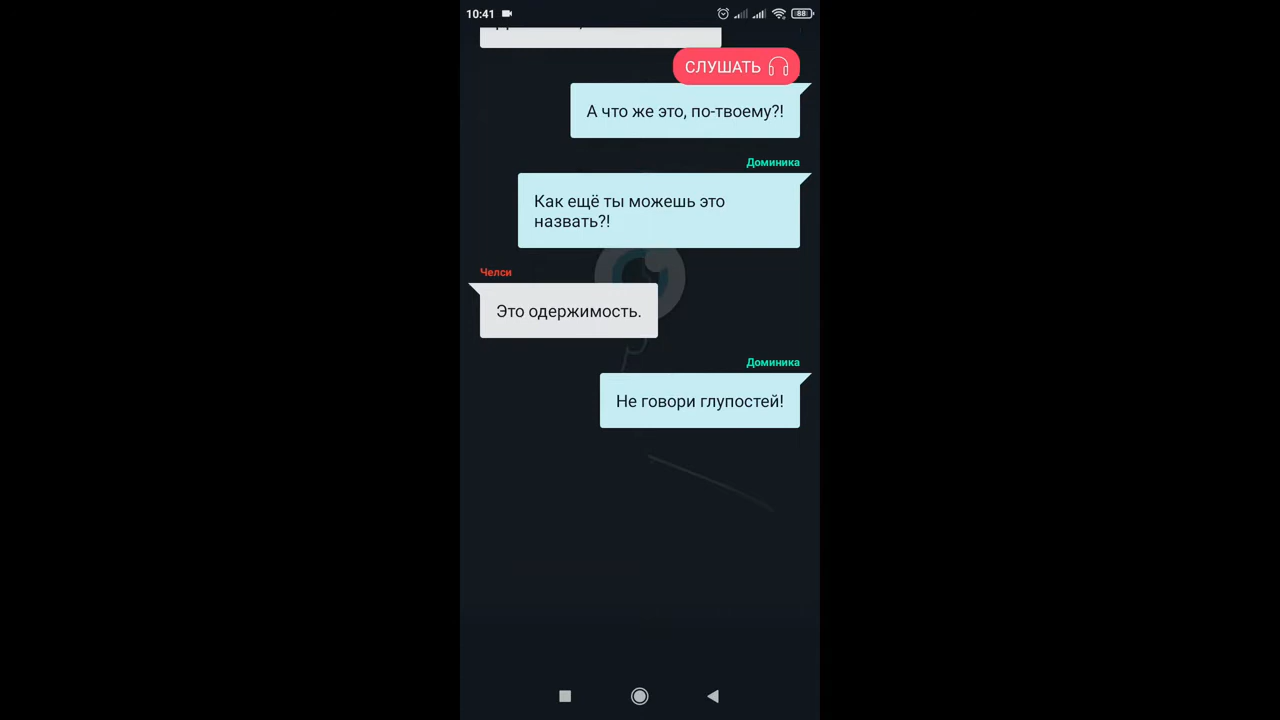 10:41
88
СЛУШАТЬ
А что же это, по-твоему?!
Доминика
Как ещё ты можешь это
назвать?!
Челси
Это одержимость.
Доминика
Не говори глупостей!